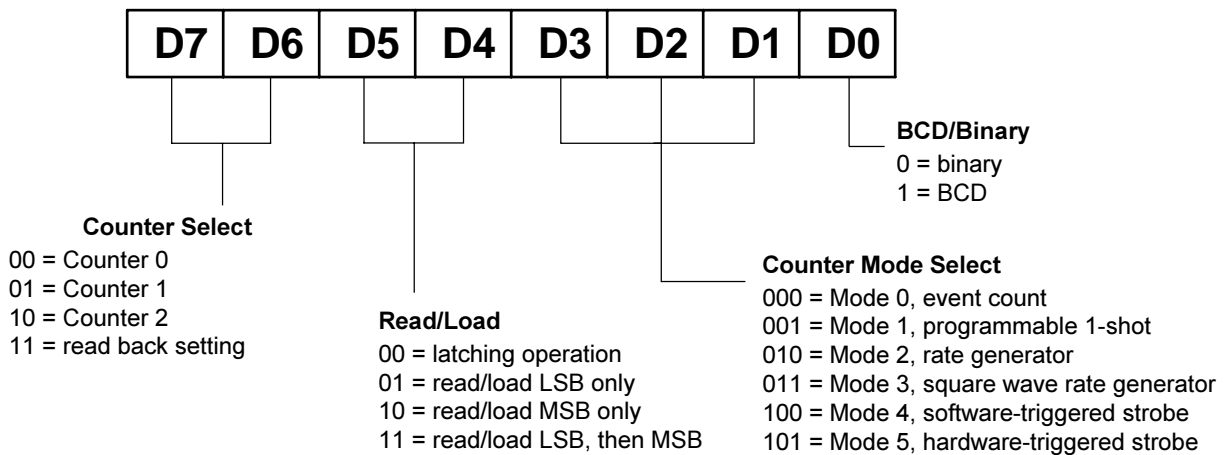 D7 D6 D5 D4 D3 D2 D1 D0
BCD/Binary
0 = binary
1 = BCD
Counter Select
00 = Counter 0
01 = Counter 1
10 = Counter 2
11 = read back setting
Read/Load
00 = latching operation
01 = read/load LSB only
10 = read/load MSB only
11 = read/load LSB, then MSB
Counter Mode Select
000 = Mode 0, event count
001 = Mode 1, programmable 1-shot
010 = Mode 2, rate generator
011 = Mode 3, square wave rate generator
100 = Mode 4, software-triggered strobe
101 = Mode 5, hardware-triggered strobe